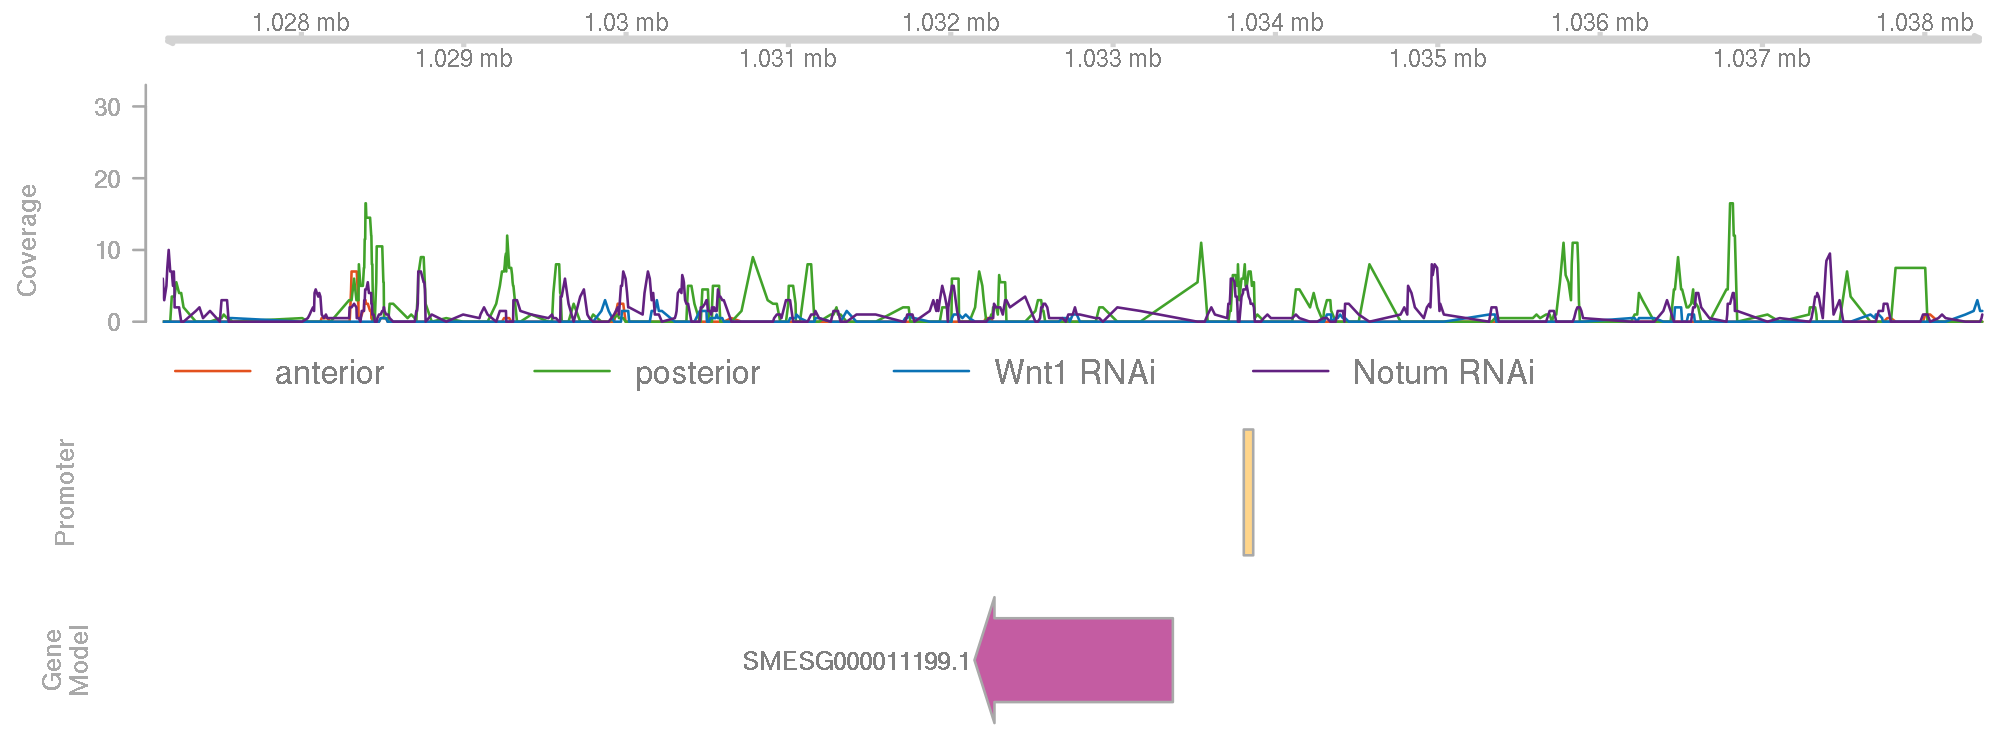 1.028 mb 1.03 mb 1.032 mb 1.034 mb 1.036 mb 1.038 mb
1.029 mb 1.031 mb 1.033 mb 1.035 mb 1.037 mb
30
20
10
0
Coverage
anterior posterior Wnt1 RNAi Notum RNAi
Promoter
SMESG000011199.1
Gene
Model